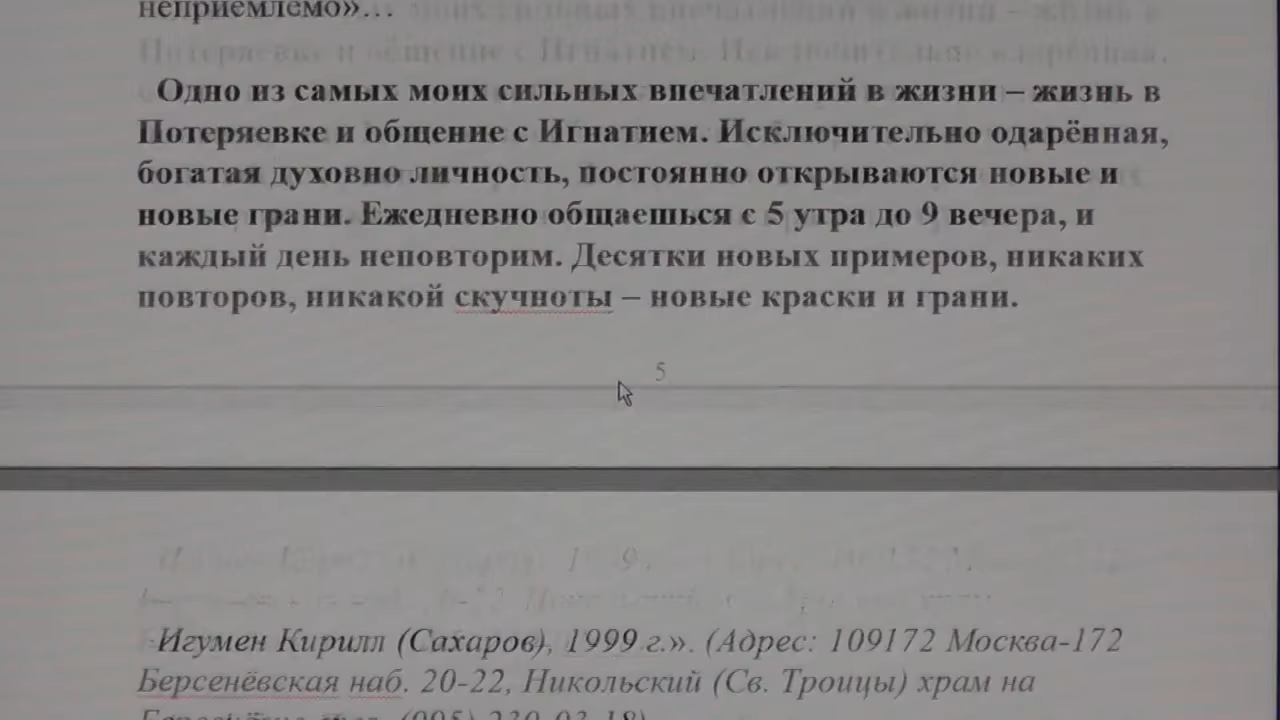 неприемлемо»…
Одно из самых моих сильных впечатлений в жизни – жизнь в
Потеряевке и общение с Игнатием. Исключительно одарённая,
богатая духовно личность, постоянно открываются новые и
новые грани. Ежедневно общаешься с 5 утра до 9 вечера, и
каждый день неповторим. Десятки новых примеров, никаких
повторов, никакой скучноты – новые краски и грани.
5
Игумен Кирилл (Сахаров), 1999 г.». (Адрес: 109172 Москва-172
Берсенёвская наб. 20-22, Никольский (Св. Троицы) храм на